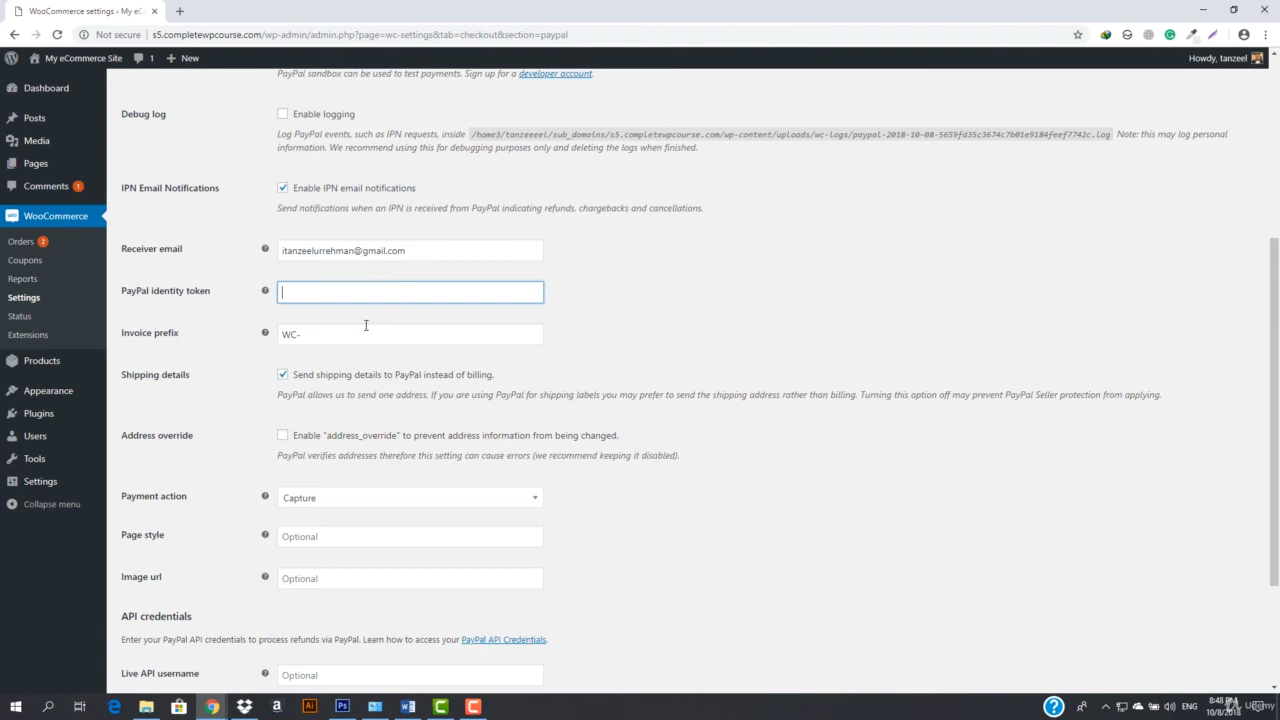 WooCommerce settings ‹ My eC
Not secure
s5.completewpcourse.com/wp-admin/admin.php?page=wc-settings&tab=checkout&section=paypal
My eCommerce Site
1
New
Howdy, tanzeel
Dashboard
Posts
Media
Pages
Comments 1
WooCommerce
Orders 2
Coupons
Reports
Settings
Status
Extensions
Products
Appearance
Plugins
Users
Tools
Settings
Collapse menu
PayPal sandbox can be used to test payments. Sign up for a developer account.
Debug log
Enable logging
Log PayPal events, such as IPN requests, inside /home3/tanzeeeel/sub_domains/s5.completewpcourse.com/wp-content/uploads/wc-logs/paypal-2018-10-08-5659fd35c3674c7b01e9184feef7742c.log Note: this may log personal
information. We recommend using this for debugging purposes only and deleting the logs when finished.
IPN Email Notifications
Enable IPN email notifications
Send notifications when an IPN is received from PayPal indicating refunds, chargebacks and cancellations.
Receiver email
itanzeelurrehman@gmail.com
PayPal identity token
Invoice prefix
WC-
Shipping details
Send shipping details to PayPal instead of billing.
PayPal allows us to send one address. If you are using PayPal for shipping labels you may prefer to send the shipping address rather than billing. Turning this option off may prevent PayPal Seller protection from applying.
Address override
Enable "address_override" to prevent address information from being changed.
PayPal verifies addresses therefore this setting can cause errors (we recommend keeping it disabled).
Payment action
Capture
Page style
Optional
Image url
Optional
API credentials
Enter your PayPal API credentials to process refunds via PayPal. Learn how to access your PayPal API Credentials.
Live API username
Optional
ENG
8:48 PM
10/8/2018
Udemy